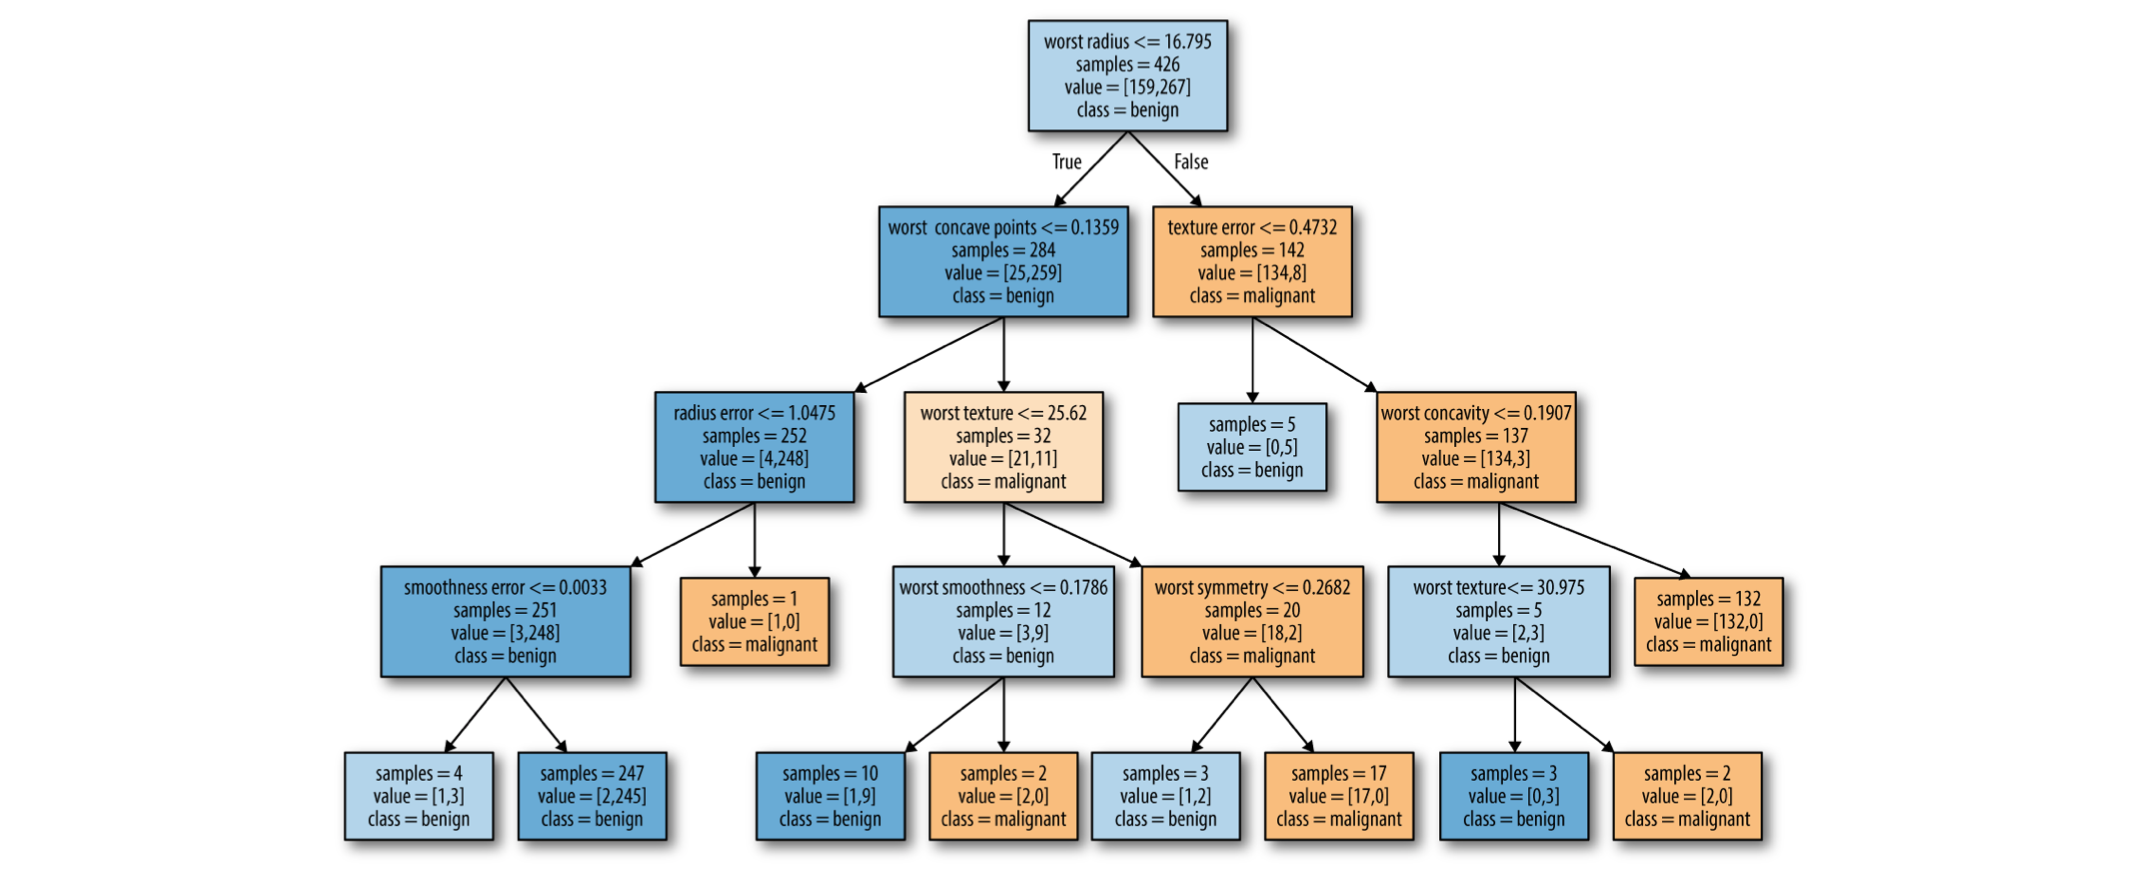 worst radius <= 16.795
samples = 426
value = [159,267]
class = benign
True
False
worst concave points <= 0.1359
samples = 284
value = [25,259]
class = benign
texture error <= 0.4732
samples = 142
value = [134,8]
class = malignant
radius error <= 1.0475
samples = 252
value = [4,248]
class = benign
worst texture <= 25.62
samples = 32
value = [21,11]
class = malignant
samples = 5
value = [0,5]
class = benign
worst concavity <= 0.1907
samples = 137
value = [134,3]
class = malignant
smoothness error <= 0.0033
samples = 251
value = [3,248]
class = benign
samples = 1
value = [1,0]
class = malignant
worst smoothness <= 0.1786
samples = 12
value = [3,9]
class = benign
worst symmetry <= 0.2682
samples = 20
value = [18,2]
class = malignant
worst texture<= 30.975
samples = 5
value = [2,3]
class = benign
samples = 132
value = [132,0]
class = malignant
samples = 4
value = [1,3]
class = benign
samples = 247
value = [2,245]
class = benign
samples = 10
value = [1,9]
class = benign
samples = 2
value = [2,0]
class = malignant
samples = 3
value = [1,2]
class = benign
samples = 17
value = [17,0]
class = malignant
samples = 3
value = [0,3]
class = benign
samples = 2
value = [2,0]
class = malignant